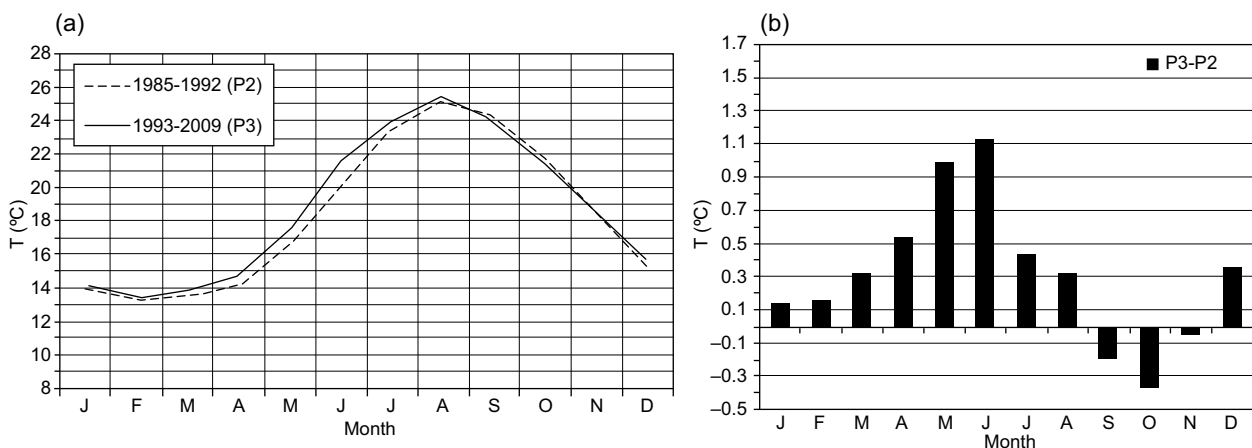 (a)
28
26
24
22
20
18
16
14
12
10
8
T (ºC)
1985-1992 (P2)
1993-2009 (P3)
J F M A M J J A S O N D
Month
(b)
1.7
1.5
1.3
1.1
0.9
0.7
0.5
0.3
0.1
–0.1
–0.3
–0.5
T (ºC)
P3-P2
J F M A M J J A S O N D
Month